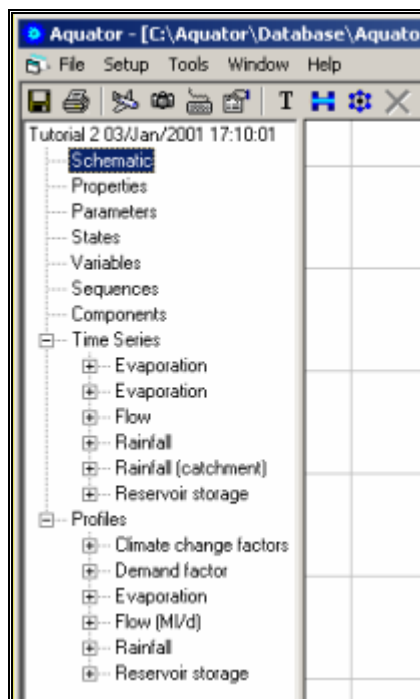 Aquator - [C:\Aquator\Database\Aquato
File Setup Tools Window Help
T
Tutorial 2 03/Jan/2001 17:10:01
Schematic
Properties
Parameters
States
Variables
Sequences
Components
Time Series
Evaporation
Evaporation
Flow
Rainfall
Rainfall (catchment)
Reservoir storage
Profiles
Climate change factors
Demand factor
Evaporation
Flow (Ml/d)
Rainfall
Reservoir storage